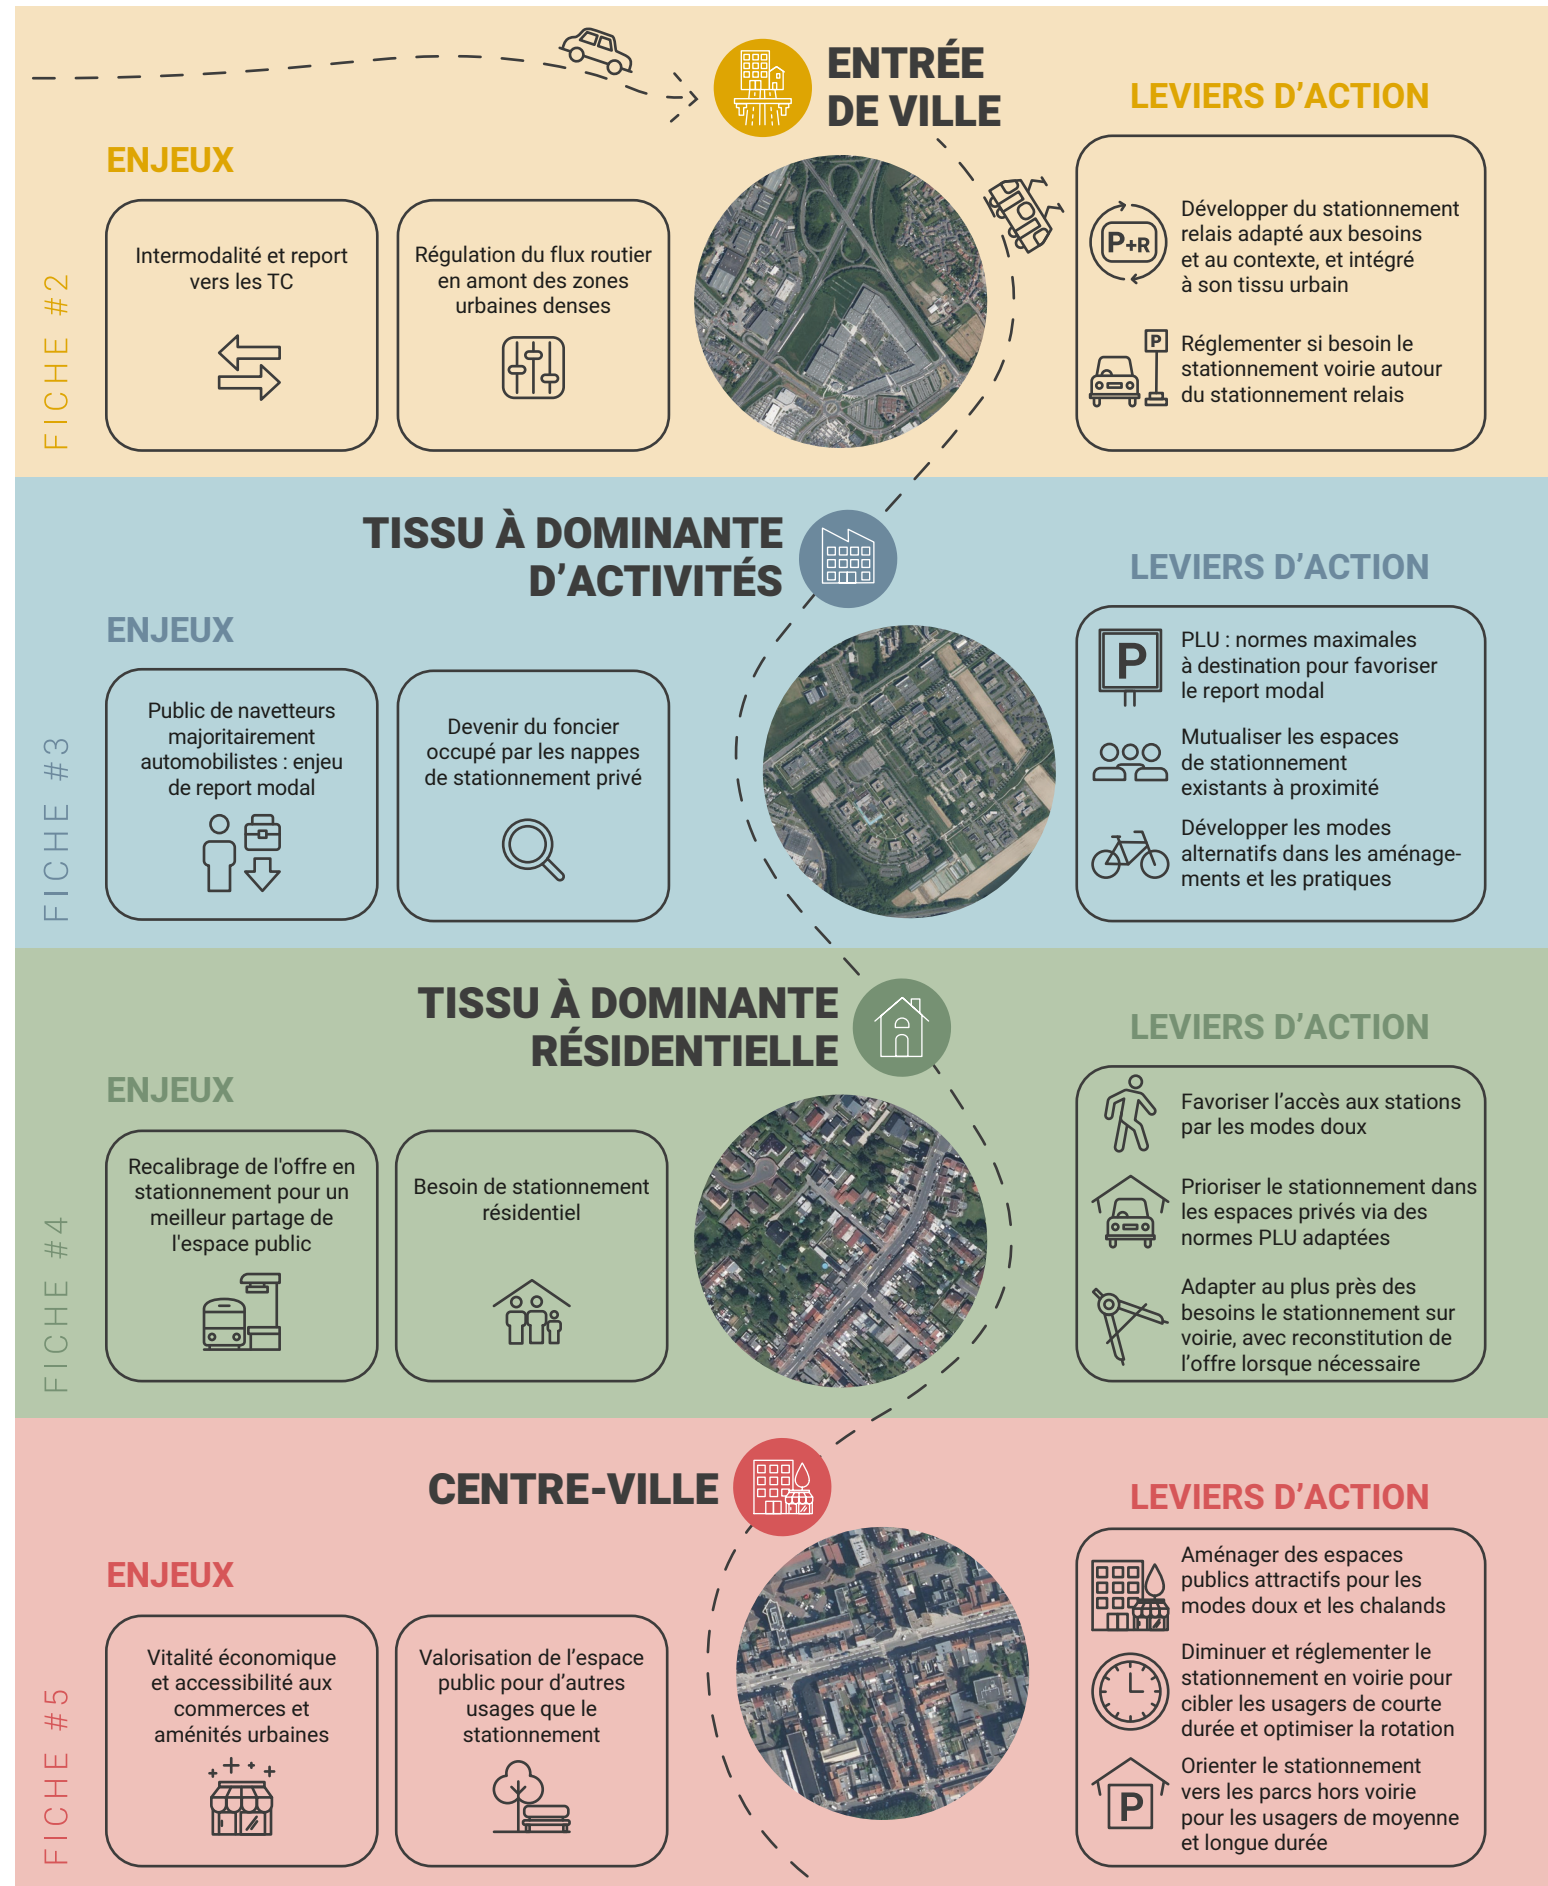 ENTRÉE
DE VILLE
LEVIERS D’ACTION
ENJEUX
FICHE #2
Intermodalité et report
vers les TC
Régulation du flux routier
en amont des zones
urbaines denses
P+R
Développer du stationnement
relais adapté aux besoins
et au contexte, et intégré
à son tissu urbain
P
Réglementer si besoin le
stationnement voirie autour
du stationnement relais
TISSU À DOMINANTE
D’ACTIVITÉS
LEVIERS D’ACTION
ENJEUX
FICHE #3
Public de navetteurs
majoritairement
automobilistes : enjeu
de report modal
Devenir du foncier
occupé par les nappes
de stationnement privé
P
PLU : normes maximales
à destination pour favoriser
le report modal
Mutualiser les espaces
de stationnement
existants à proximité
Développer les modes
alternatifs dans les aménage-
ments et les pratiques
TISSU À DOMINANTE
RÉSIDENTIELLE
LEVIERS D’ACTION
ENJEUX
FICHE #4
Recalibrage de l'offre en
stationnement pour un
meilleur partage de
l'espace public
Besoin de stationnement
résidentiel
Favoriser l’accès aux stations
par les modes doux
Prioriser le stationnement dans
les espaces privés via des
normes PLU adaptées
Adapter au plus près des
besoins le stationnement sur
voirie, avec reconstitution de
l’offre lorsque nécessaire
CENTRE-VILLE
LEVIERS D’ACTION
ENJEUX
FICHE #5
Vitalité économique
et accessibilité aux
commerces et
aménités urbaines
Valorisation de l’espace
public pour d’autres
usages que le
stationnement
Aménager des espaces
publics attractifs pour les
modes doux et les chalands
Diminuer et réglementer le
stationnement en voirie pour
cibler les usagers de courte
durée et optimiser la rotation
P
Orienter le stationnement
vers les parcs hors voirie
pour les usagers de moyenne
et longue durée